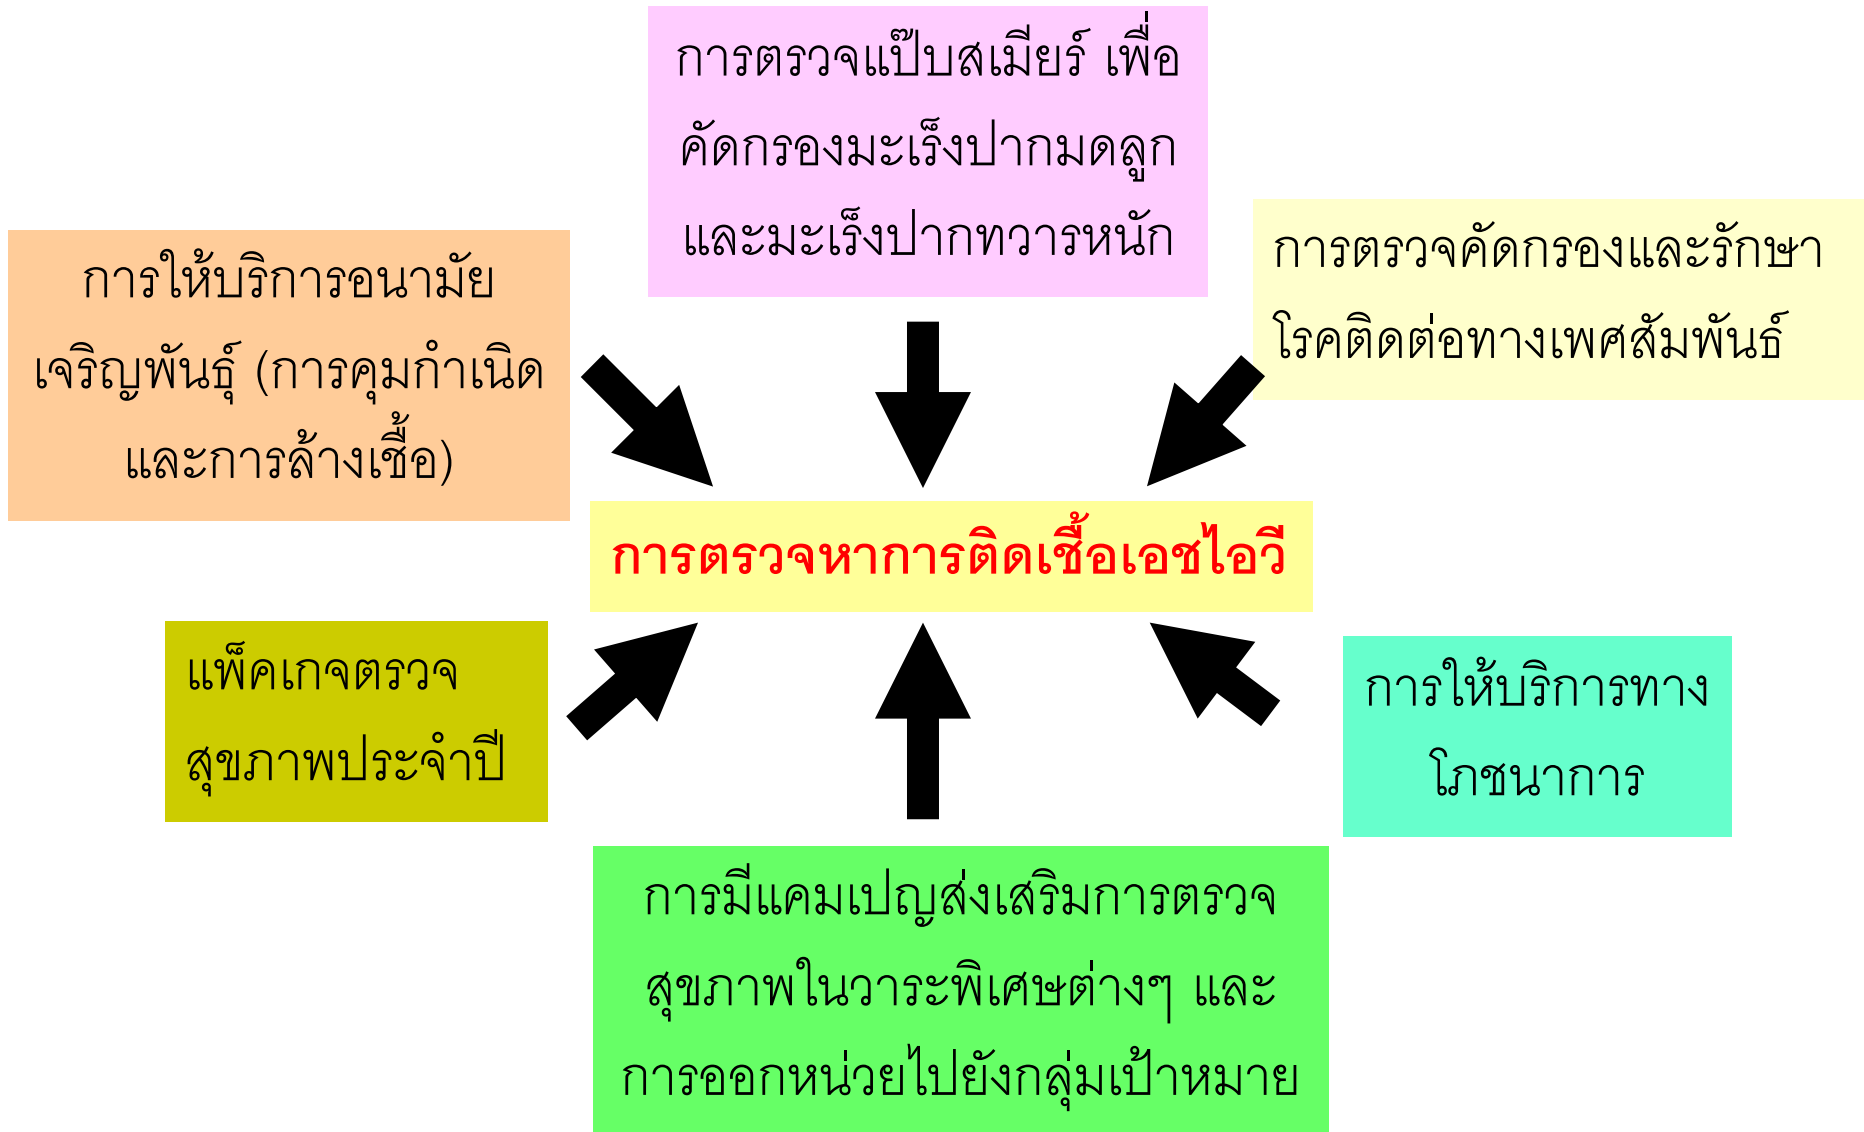 การตรวจแป๊บสเมียร์ เพื่อ
คัดกรองมะเร็งปากมดลูก
และมะเร็งปากทวารหนัก
การให้บริการอนามัย
เจริญพันธุ์ (การคุมกำเนิด
และการล้างเชื้อ)
การตรวจคัดกรองและรักษา
โรคติดต่อทางเพศสัมพันธ์
การตรวจหาการติดเชื้อเอชไอวี
แพ็คเกจตรวจ
สุขภาพประจำปี
การให้บริการทาง
โภชนาการ
การมีแคมเปญส่งเสริมการตรวจ
สุขภาพในวาระพิเศษต่างๆ และ
การออกหน่วยไปยังกลุ่มเป้าหมาย